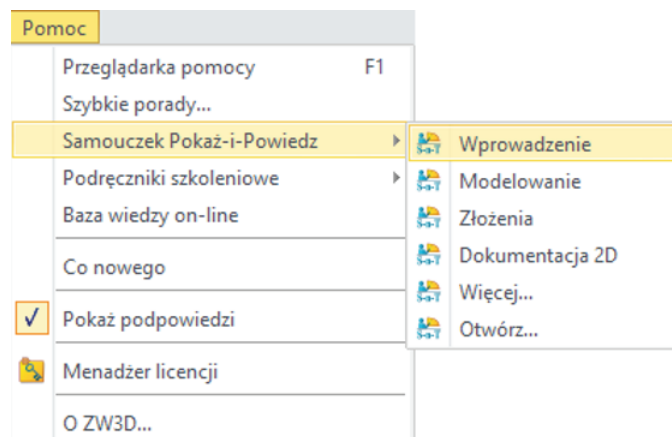 Pomoc
Przeglądarka pomocy F1
Szybkie porady...
Samouczek Pokaż-i-Powiedz
Podręczniki szkoleniowe
Baza wiedzy on-line
Co nowego
Pokaż podpowiedzi
Menadżer licencji
O ZW3D...
Wprowadzenie
Modelowanie
Złożenia
Dokumentacja 2D
Więcej...
Otwórz...